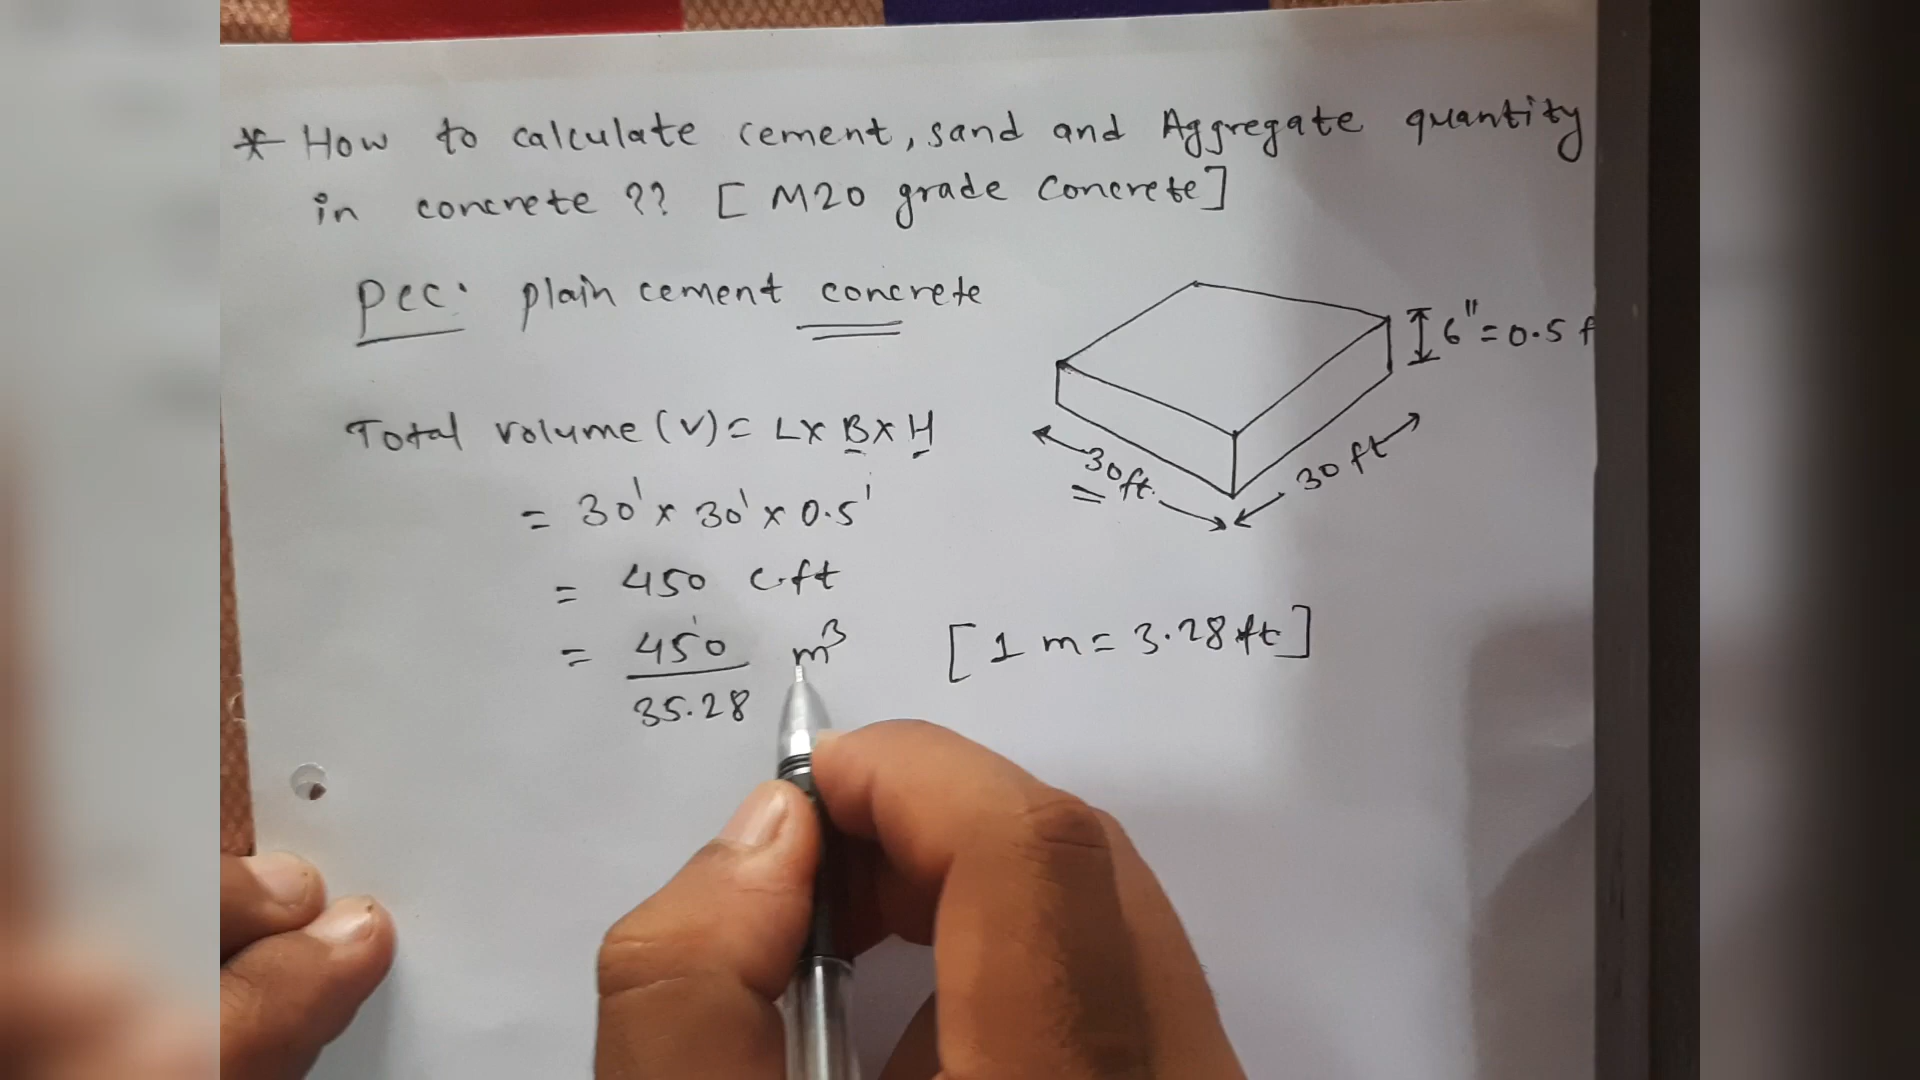 * How to calculate cement, sand and Aggregate quantity
in concrete ?? [ M20 grade Concrete]
PCC: plain cement concrete
6" = 0.5 f
Total volume (V) = L x B x H
30 ft.
30 ft
= 30' x 30' x 0.5'
= 450 c.ft
= 450/35.28 m³ [1 m = 3.28 ft]